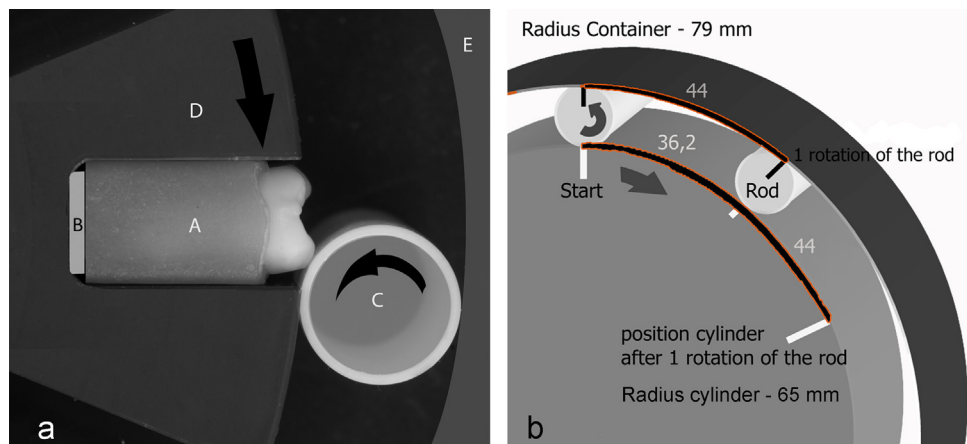 E
D
B
A
C
a
Radius Container - 79 mm
44
36,2
1 rotation of the rod
Start
Rod
44
position cylinder
after 1 rotation of the rod
Radius cylinder - 65 mm
b